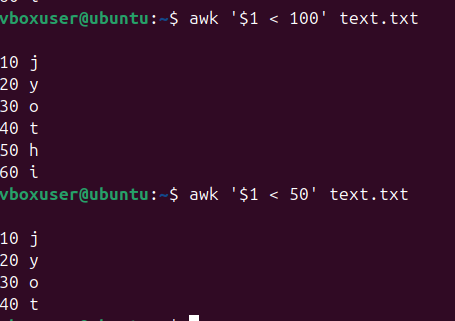 vboxuser@ubuntu:~$ awk '$1 < 100' text.txt
10 j
20 y
30 o
40 t
50 h
60 i
vboxuser@ubuntu:~$ awk '$1 < 50' text.txt
10 j
20 y
30 o
40 t